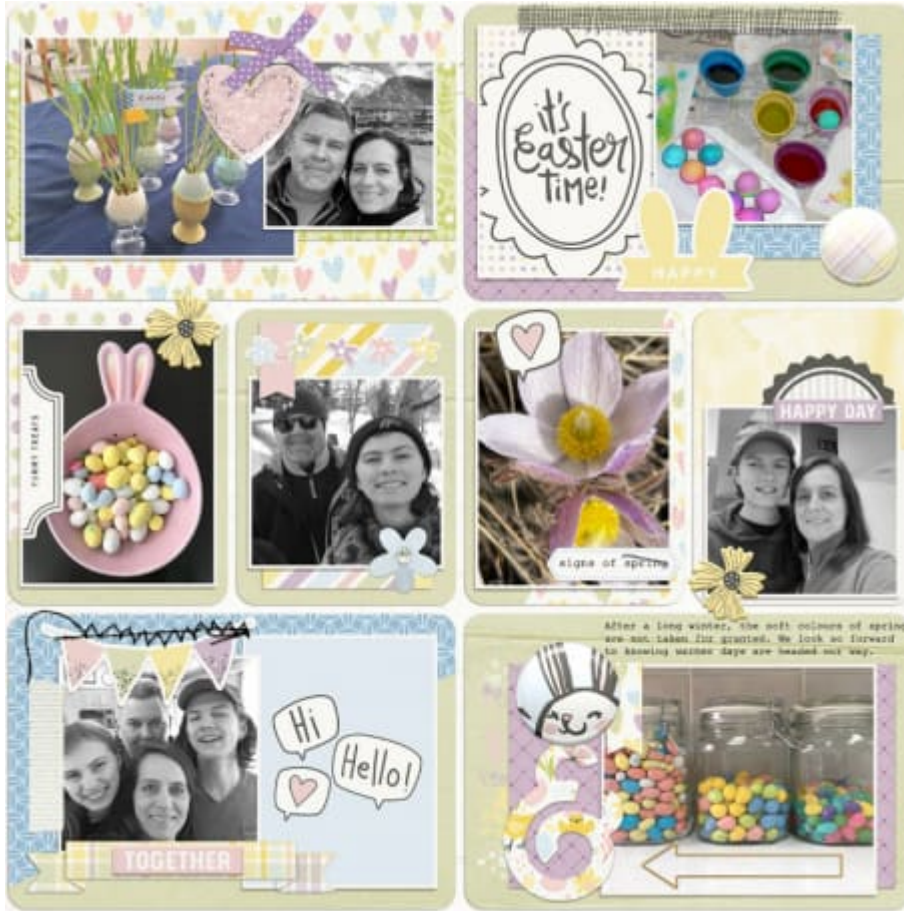 it's
Easter
TIME!
HAPPY
YUMMY TREATS
signs of spring
HAPPY DAY
After a long winter, the soft colours of spring
are not taken for granted. We look so forward
to knowing warmer days are headed our way.
Hi
Hello!
TOGETHER